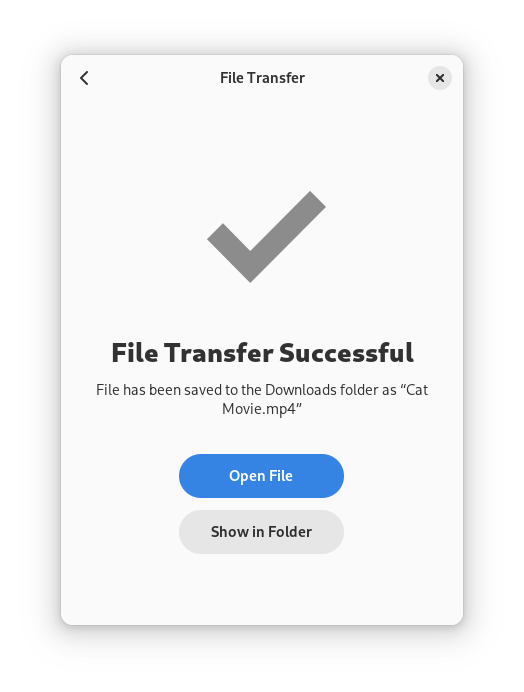 File Transfer
File Transfer Successful
File has been saved to the Downloads folder as “Cat
Movie.mp4”
Open File
Show in Folder